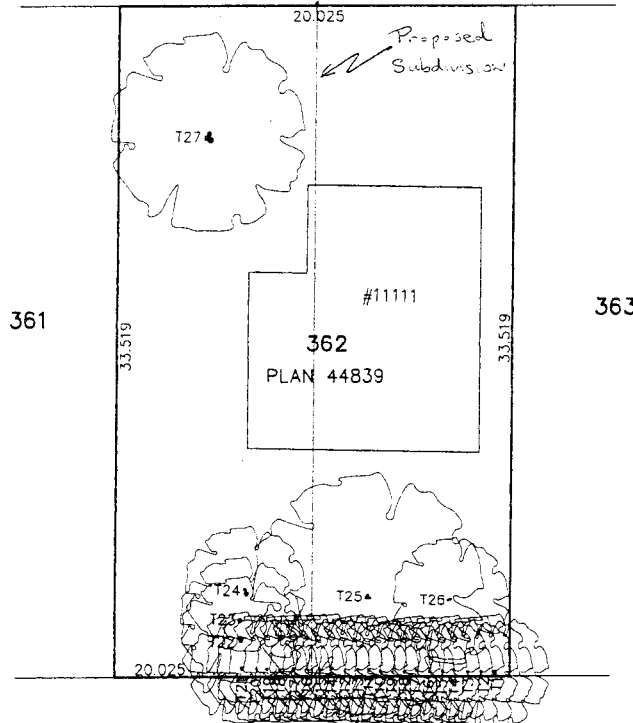 20.025
Proposed
Subdivision
T27
#11111
361
363
362
33.519
33.519
PLAN 44839
T24
T25
T26
T23
20.025